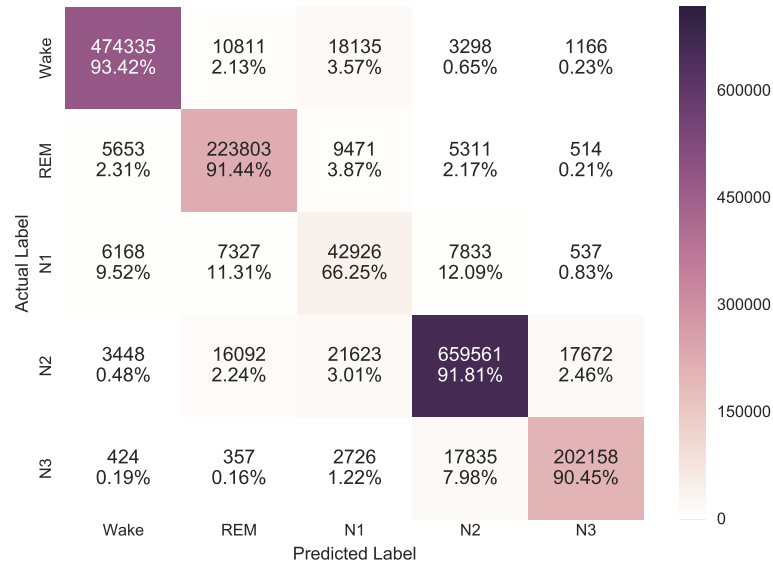 Actual Label
Wake
474335 10811 18135 3298 1166
93.42% 2.13% 3.57% 0.65% 0.23%
REM
5653 223803 9471 5311 514
2.31% 91.44% 3.87% 2.17% 0.21%
N1
6168 7327 42926 7833 537
9.52% 11.31% 66.25% 12.09% 0.83%
N2
3448 16092 21623 659561 17672
0.48% 2.24% 3.01% 91.81% 2.46%
N3
424 357 2726 17835 202158
0.19% 0.16% 1.22% 7.98% 90.45%
Wake REM N1 N2 N3
Predicted Label
600000
450000
300000
150000
0